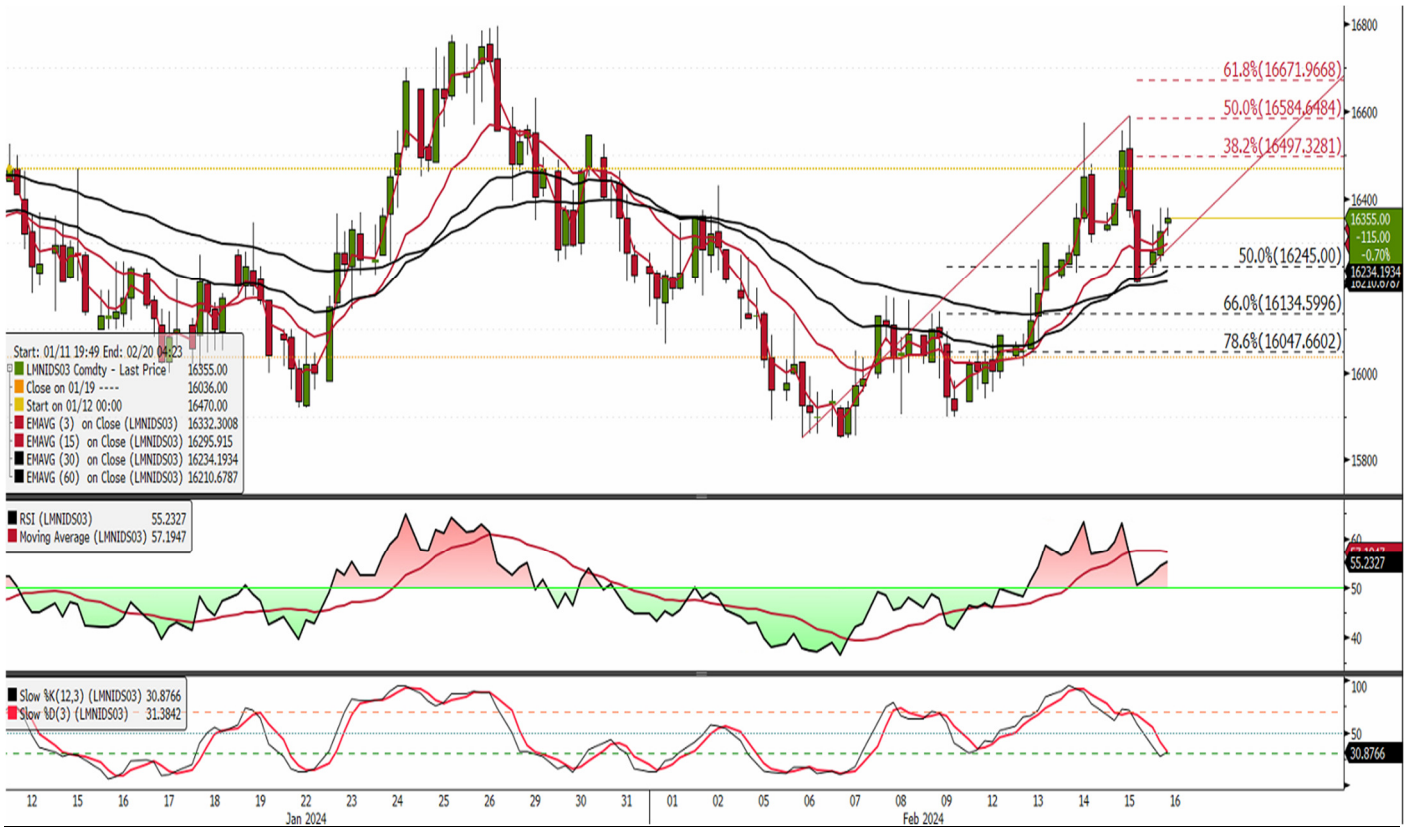 16800
61.8%(16671.9668)
16600
50.0%(16584.6484)
38.2%(16497.3281)
16400
16355.00
-115.00
-0.70%
50.0%(16245.00)
16234.1934
16210.6787
66.0%(16134.5996)
78.6%(16047.6602)
16000
15800
Start: 01/11 19:49 End: 02/20 04:23
LMNIDS03 Comdty - Last Price 16355.00
Close on 01/19 ---- 16036.00
Start on 01/12 00:00 16470.00
EMAVG (3) on Close (LMNIDS03) 16332.3008
EMAVG (15) on Close (LMNIDS03) 16295.915
EMAVG (30) on Close (LMNIDS03) 16234.1934
EMAVG (60) on Close (LMNIDS03) 16210.6787
RSI (LMNIDS03) 55.2327
Moving Average (LMNIDS03) 57.1947
60
57.1947
55.2327
50
40
Slow %K(12,3) (LMNIDS03) 30.8766
Slow %D(3) (LMNIDS03) 31.3842
100
50
30.8766
12 15 16 17 18 19 22 23 24 25 26 29 30 31 01 02 05 06 07 08 09 12 13 14 15 16
Jan 2024 Feb 2024